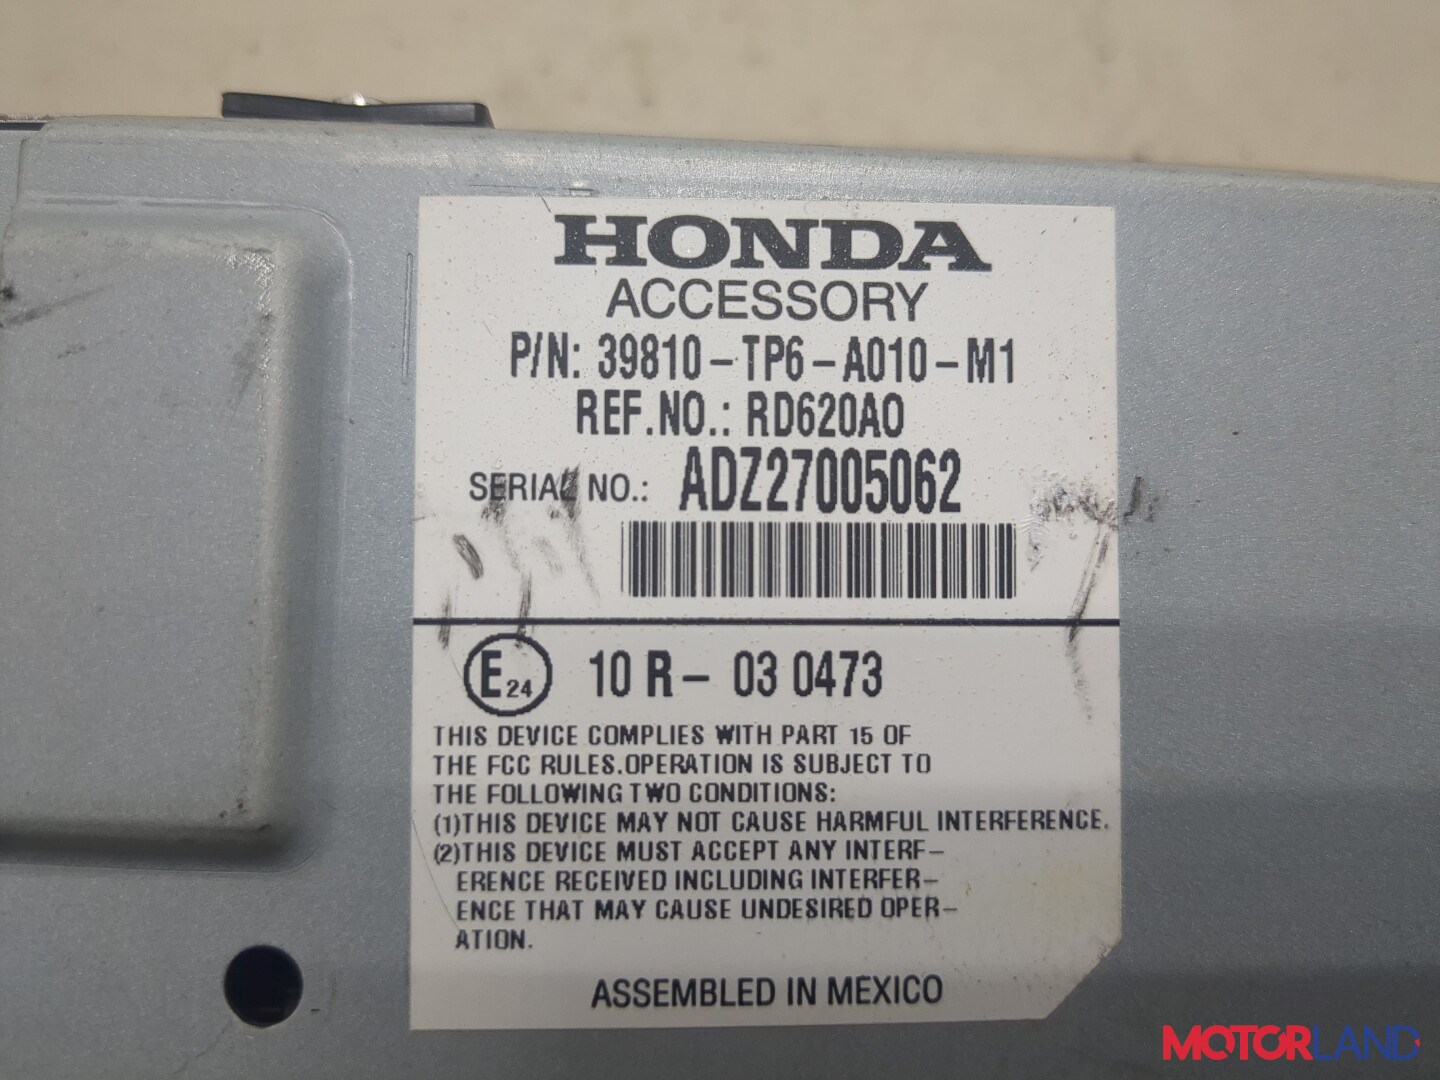 HONDA
ACCESSORY
P/N: 39810-TP6-A010-M1
REF.NO.: RD620A0
SERIAL NO.: ADZ27005062
E24 10 R- 03 0473
THIS DEVICE COMPLIES WITH PART 15 OF
THE FCC RULES.OPERATION IS SUBJECT TO
THE FOLLOWING TWO CONDITIONS:
(1)THIS DEVICE MAY NOT CAUSE HARMFUL INTERFERENCE.
(2)THIS DEVICE MUST ACCEPT ANY INTERF-
ERENCE RECEIVED INCLUDING INTERFER-
ENCE THAT MAY CAUSE UNDESIRED OPER-
ATION.
ASSEMBLED IN MEXICO
MOTORLAND